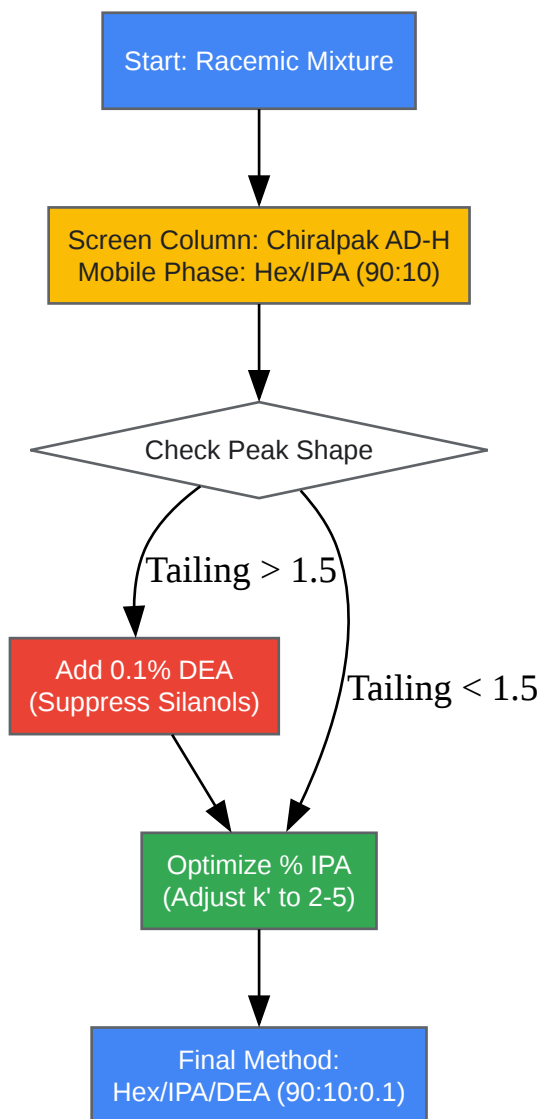 Start: Racemic Mixture
Screen Column: Chiralpak AD-H
Mobile Phase: Hex/IPA (90:10)
Check Peak Shape
Tailing > 1.5
Add 0.1% DEA
(Suppress Silanols)
Tailing < 1.5
Optimize % IPA
(Adjust k' to 2-5)
Final Method:
Hex/IPA/DEA (90:10:0.1)